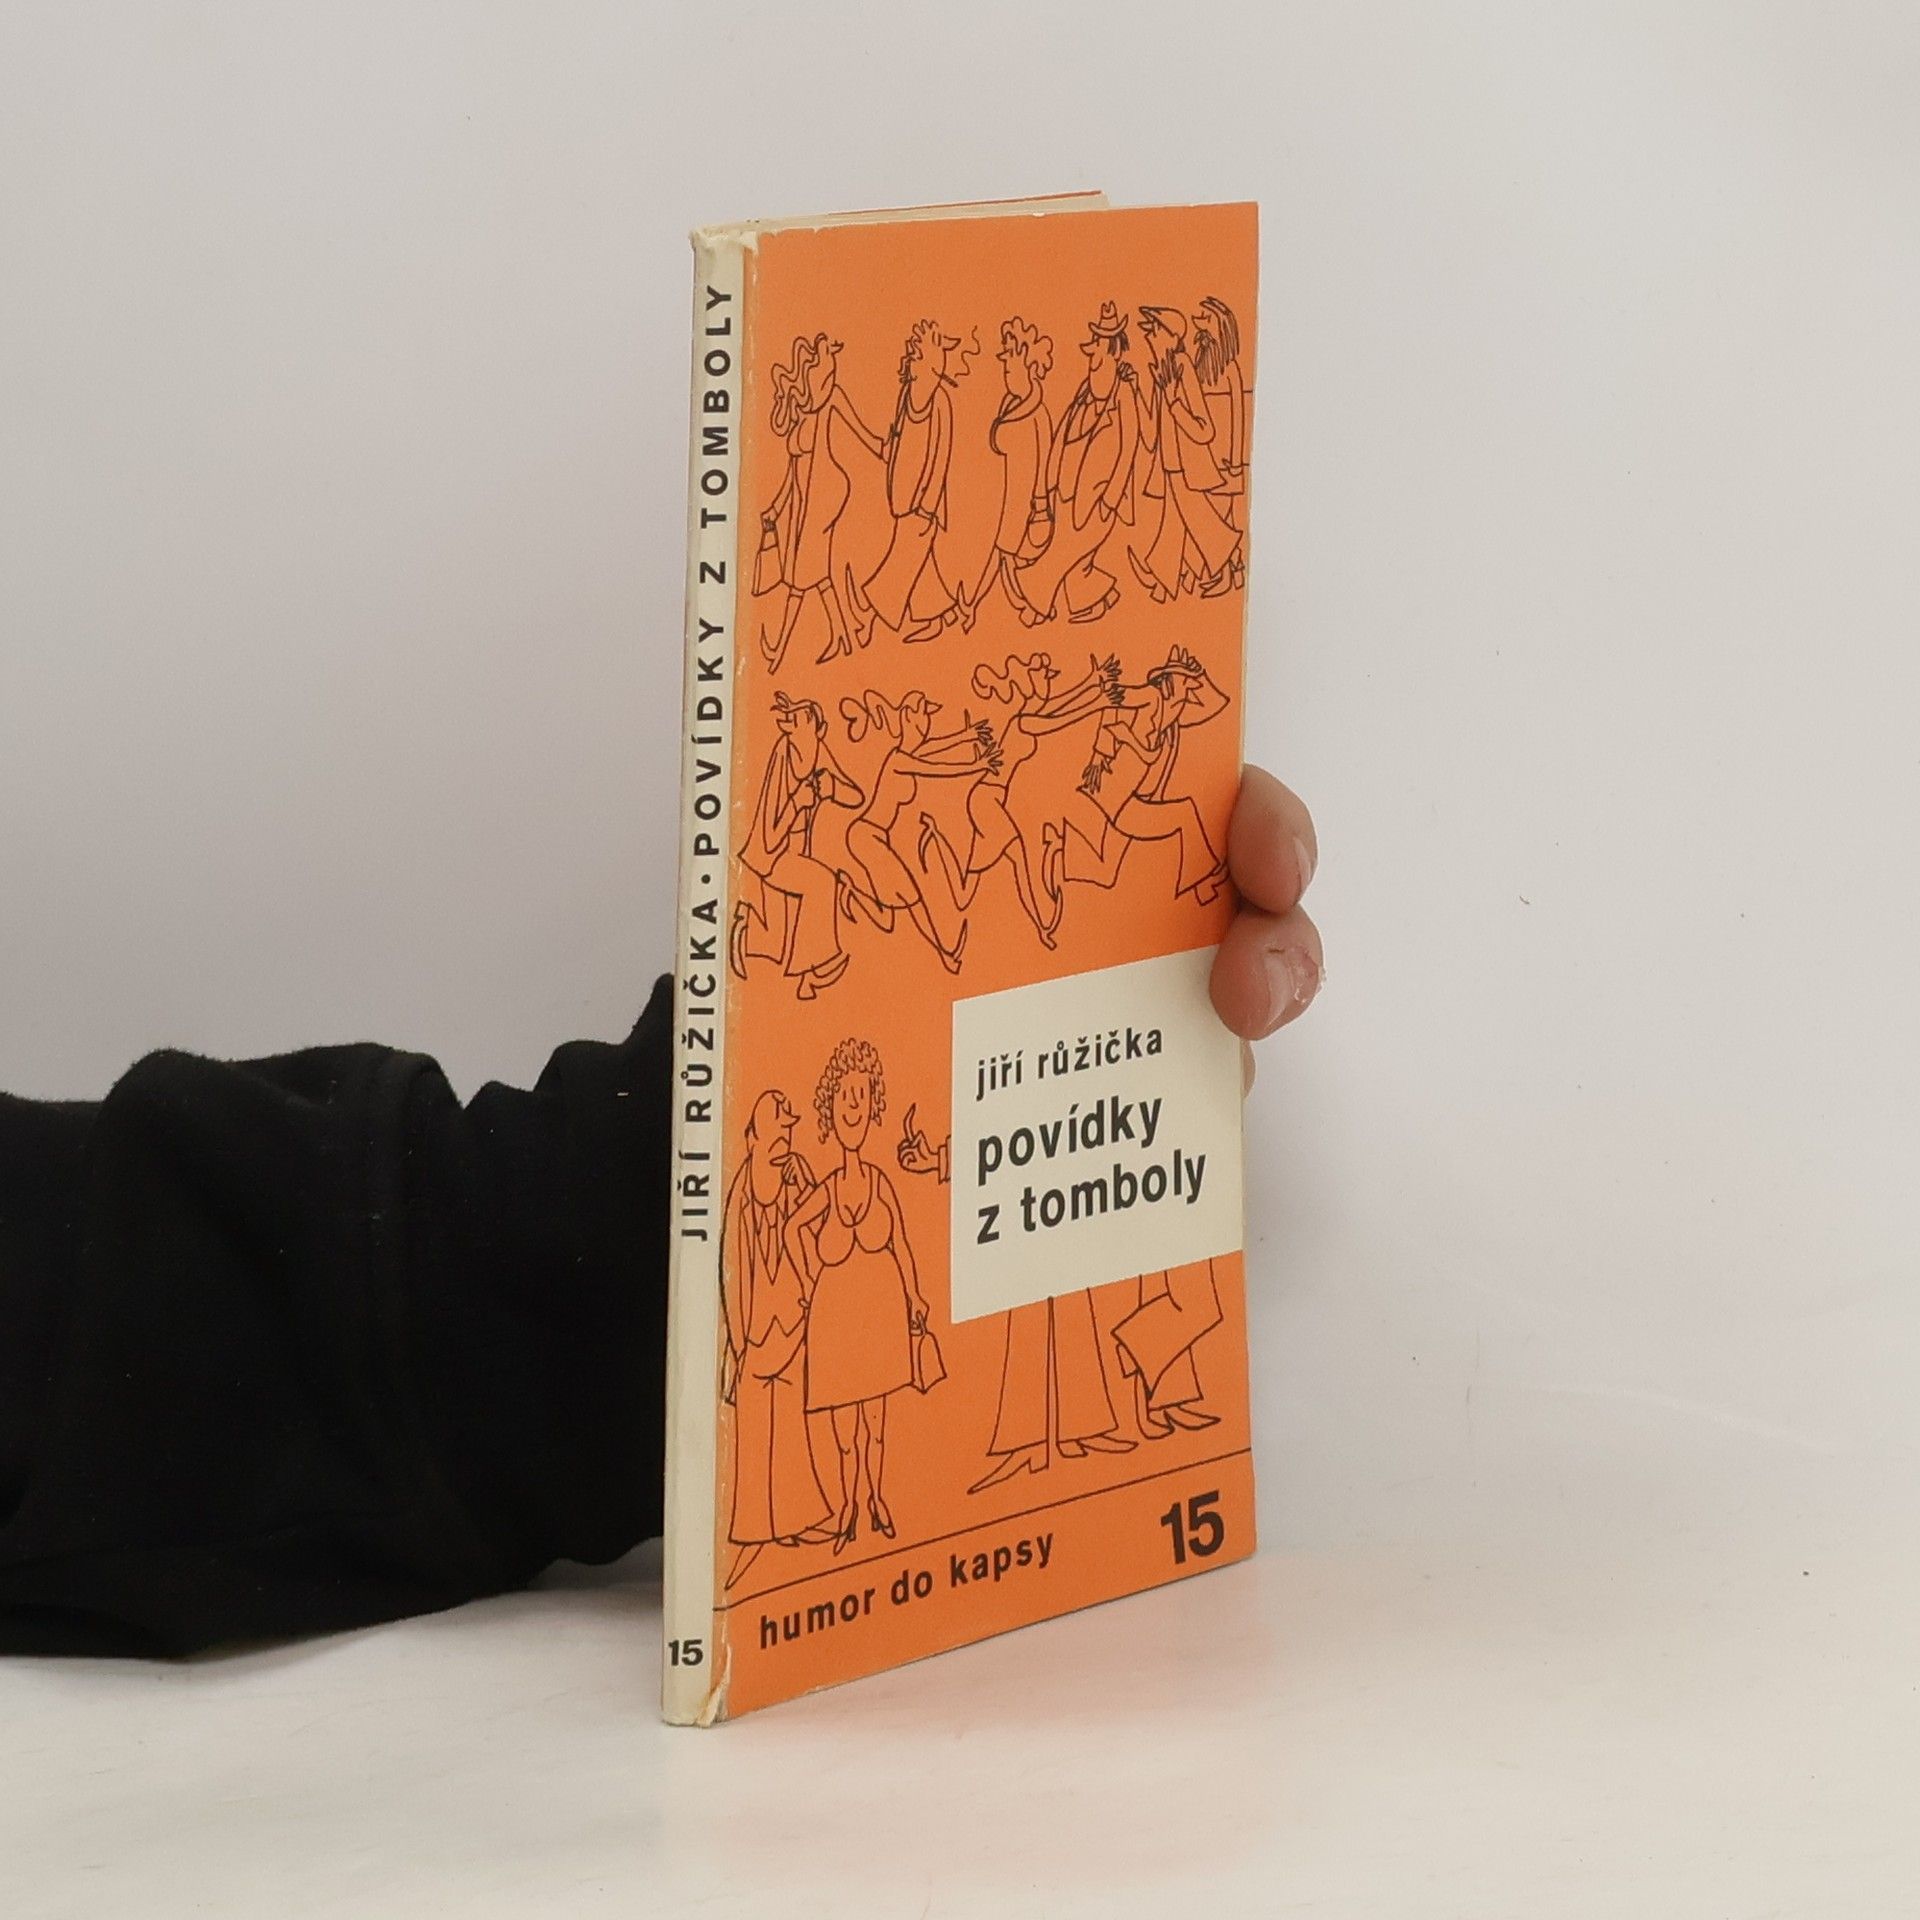 JIŘÍ RŮŽIČKA · POVÍDKY Z TOMBOLY
15
jiří růžička
povídky
z tomboly
humor do kapsy
15